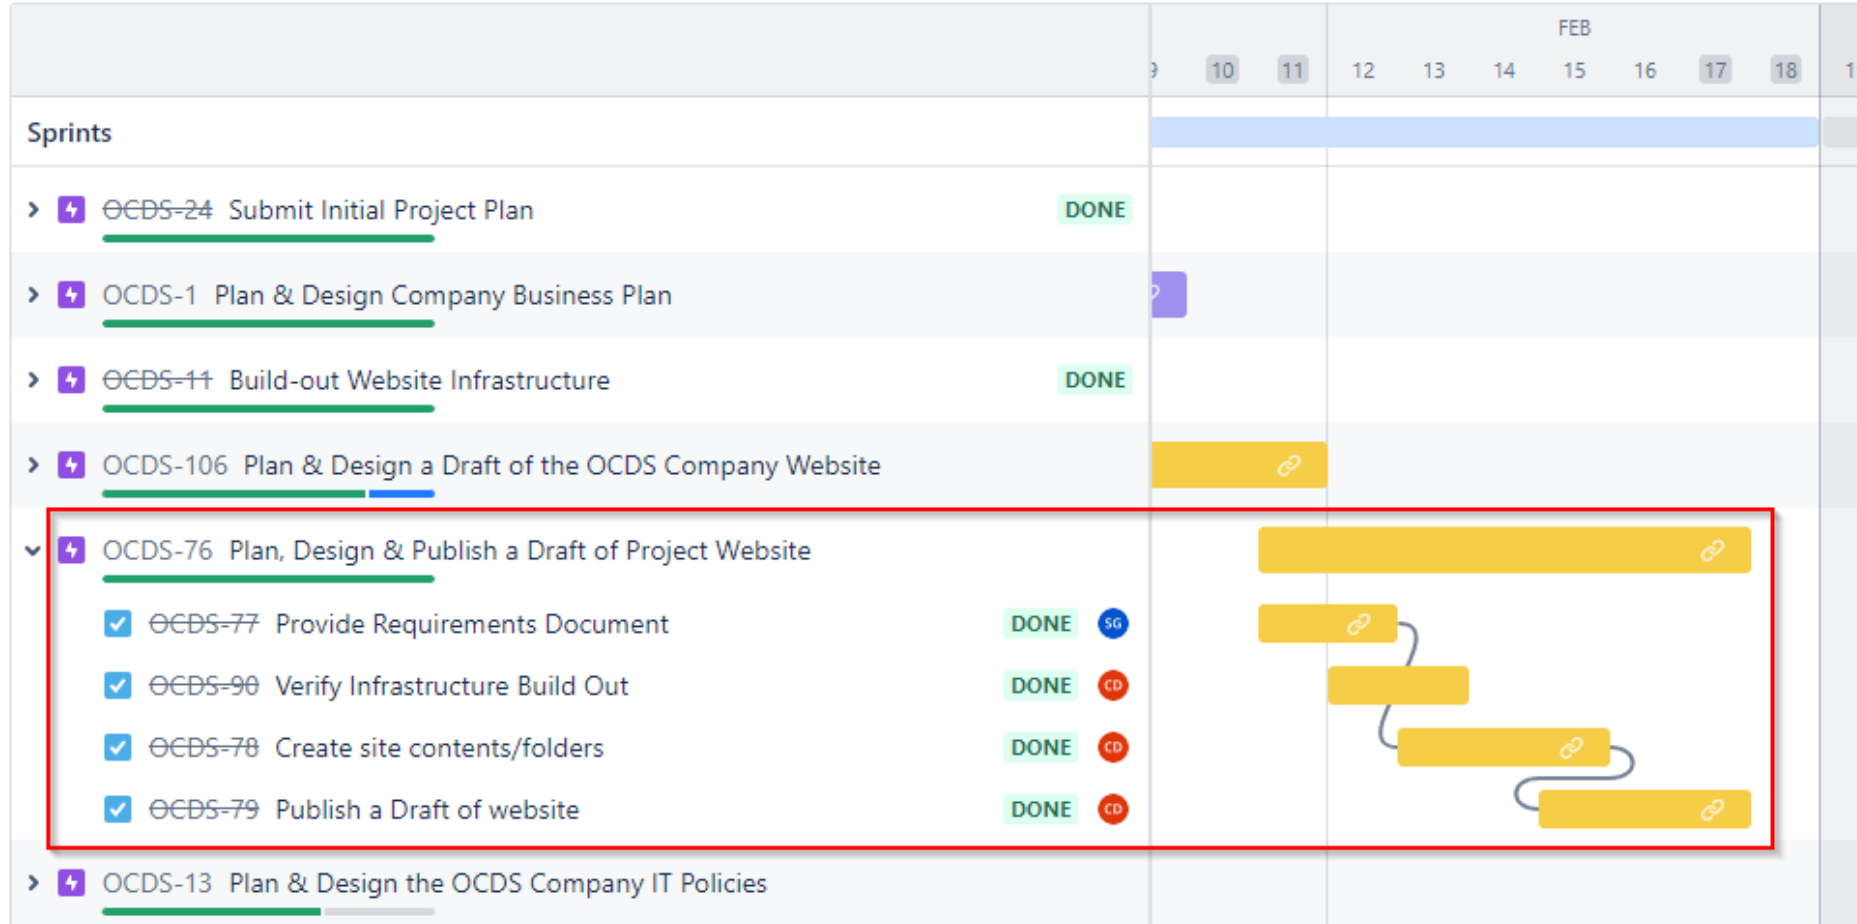 FEB
9 10 11 12 13 14 15 16 17 18
Sprints
OCDS-24 Submit Initial Project Plan DONE
OCDS-1 Plan & Design Company Business Plan
OCDS-11 Build-out Website Infrastructure DONE
OCDS-106 Plan & Design a Draft of the OCDS Company Website
OCDS-76 Plan, Design & Publish a Draft of Project Website
OCDS-77 Provide Requirements Document DONE SG
OCDS-90 Verify Infrastructure Build Out DONE CD
OCDS-78 Create site contents/folders DONE CD
OCDS-79 Publish a Draft of website DONE CD
OCDS-13 Plan & Design the OCDS Company IT Policies